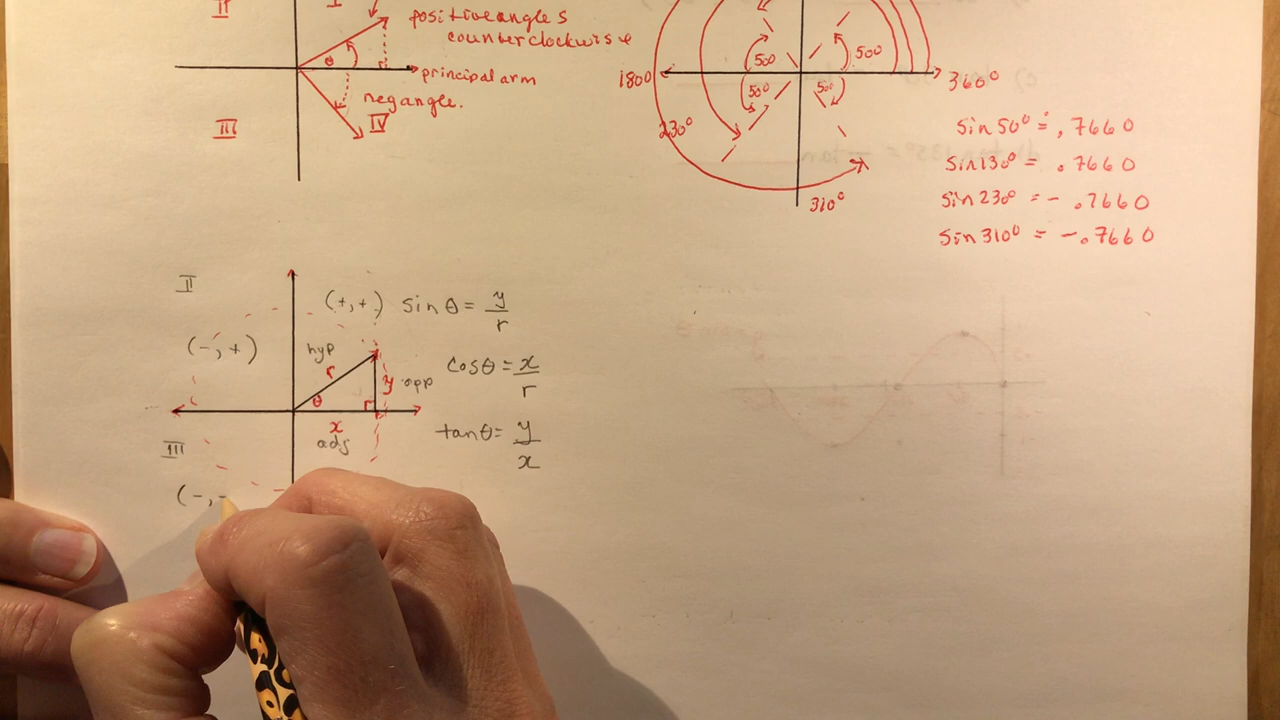 II
I
positive angles
counterclockwise
θ
principal arm
neg angle.
III
IV
50°
50°
50°
50°
180°
360°
230°
310°
sin 50° = .7660
sin 130° = .7660
sin 230° = - .7660
sin 310° = - .7660
II
(+,+)
sin θ = y/r
(-,+)
hyp
r
y
opp
cos θ = x/r
θ
x
adj
tan θ = y/x
III
(-,-